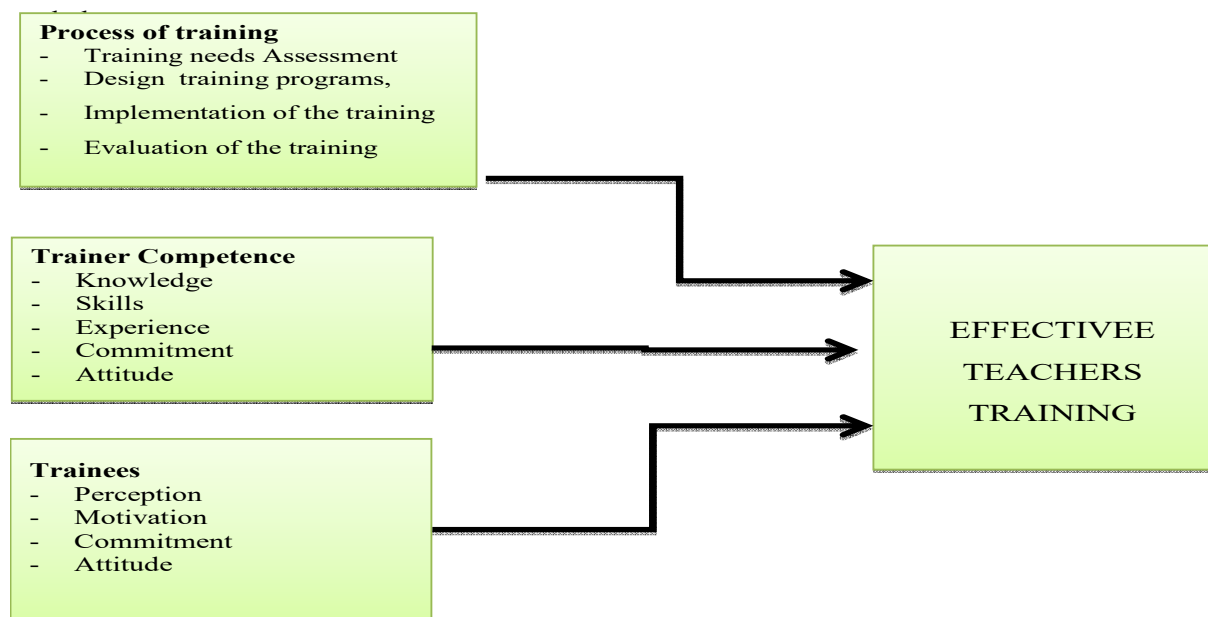 Process of training
- Training needs Assessment
- Design training programs,
- Implementation of the training
- Evaluation of the training
Trainer Competence
- Knowledge
- Skills
- Experience
- Commitment
- Attitude
Trainees
- Perception
- Motivation
- Commitment
- Attitude
EFFECTIVEE
TEACHERS
TRAINING